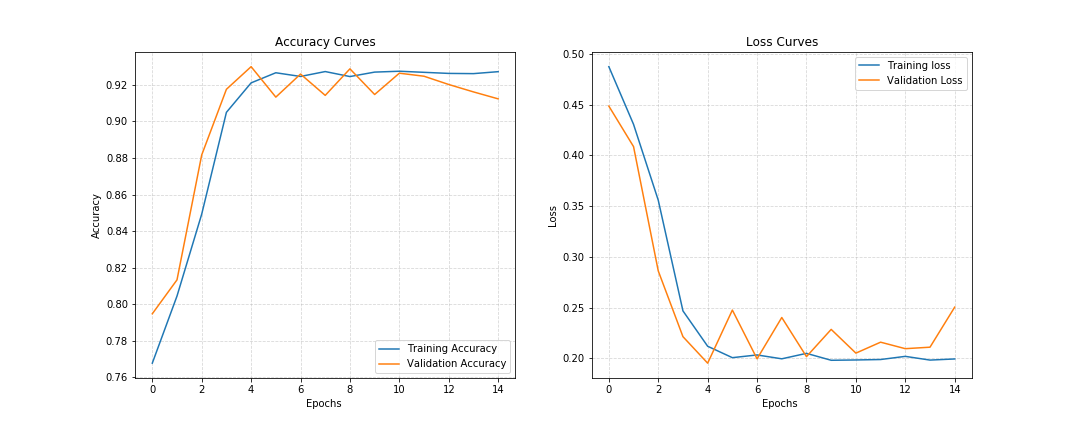 Accuracy Curves
0.92
0.90
0.88
0.86
0.84
0.82
0.80
0.78
0.76
Accuracy
Training Accuracy
Validation Accuracy
0 2 4 6 8 10 12 14
Epochs
Loss Curves
0.50
0.45
0.40
0.35
0.30
0.25
0.20
Loss
Training loss
Validation Loss
0 2 4 6 8 10 12 14
Epochs